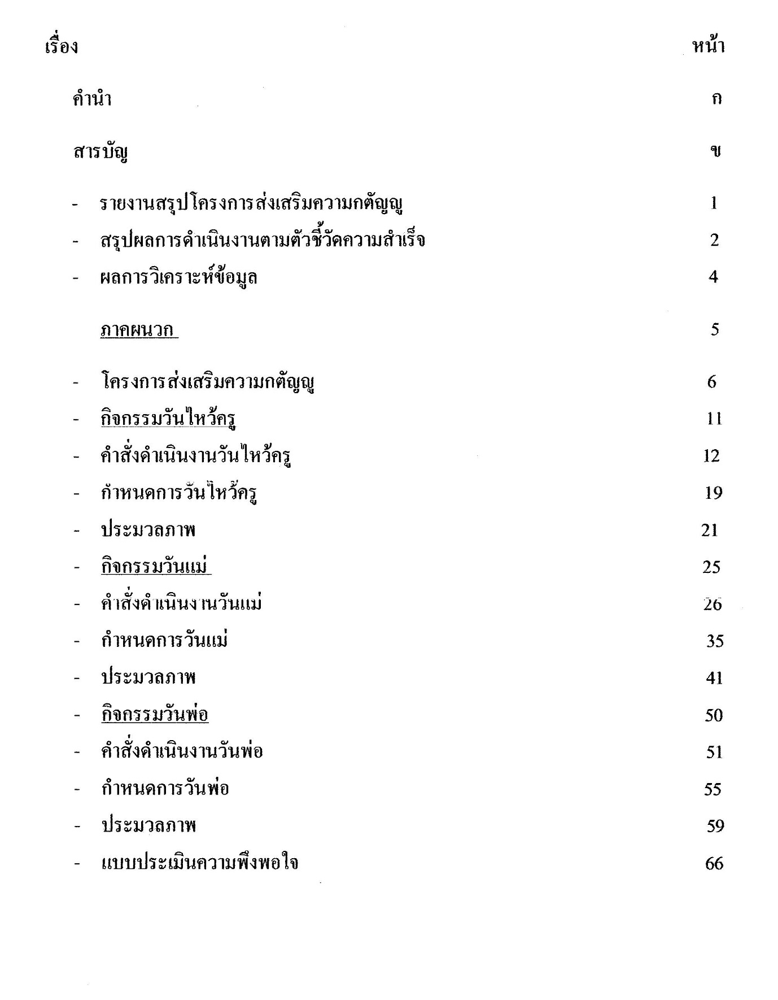 เรื่อง หน้า
คำนำ ก
สารบัญ ข
- รายงานสรุปโครงการส่งเสริมความกตัญญู 1
- สรุปผลการดำเนินงานตามตัวชี้วัดความสำเร็จ 2
- ผลการวิเคราะห์ข้อมูล 4
ภาคผนวก 5
- โครงการส่งเสริมความกตัญญู 6
- กิจกรรมวันไหว้ครู 11
- คำสั่งดำเนินงานวันไหว้ครู 12
- กำหนดการวันไหว้ครู 19
- ประมวลภาพ 21
- กิจกรรมวันแม่ 25
- คำสั่งดำเนินงานวันแม่ 26
- กำหนดการวันแม่ 35
- ประมวลภาพ 41
- กิจกรรมวันพ่อ 50
- คำสั่งดำเนินงานวันพ่อ 51
- กำหนดการวันพ่อ 55
- ประมวลภาพ 59
- แบบประเมินความพึงพอใจ 66